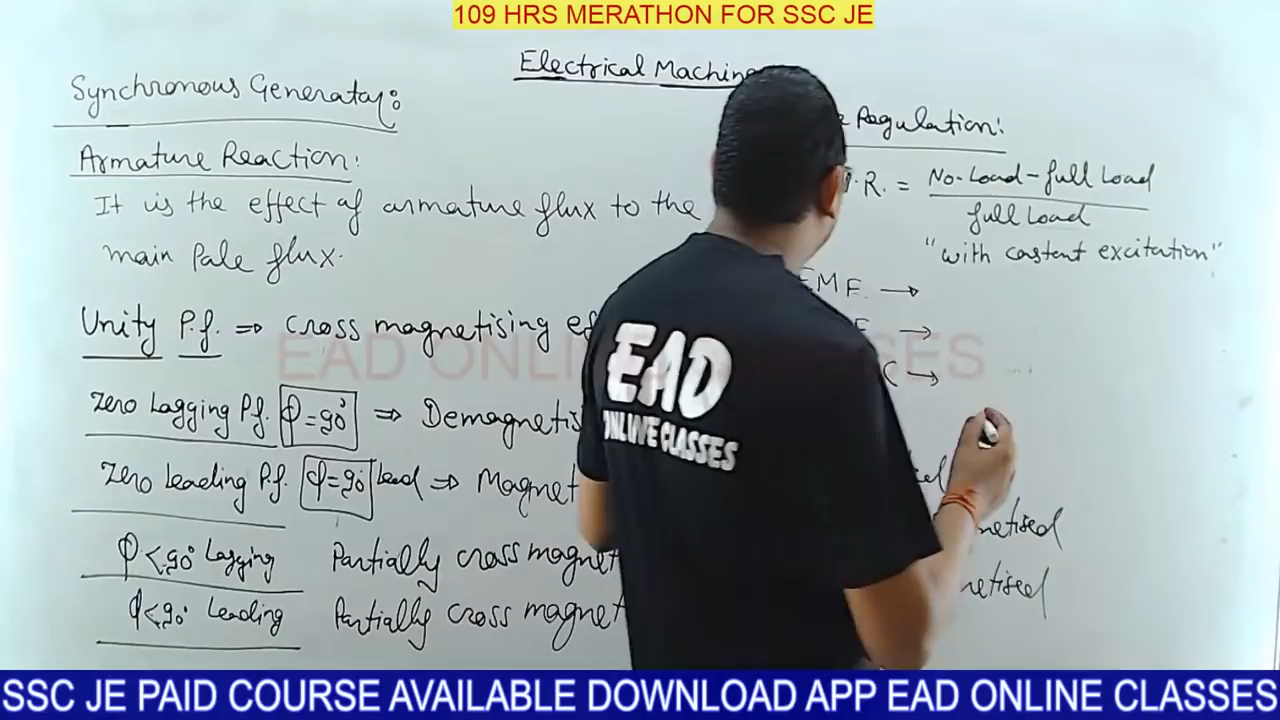 109 HRS MERATHON FOR SSC JE
Electrical Machine
Synchronous Generator:
Armature Reaction:
It is the effect of armature flux to the
main Pole flux.
Unity P.f. ⇒ cross magnetising ef
Zero Lagging P.f. φ=90° ⇒ Demagnetis
Zero Leading P.f. φ=90° Lead ⇒ Magnet
φ<90° Lagging Partially cross magnet
φ<90° Leading Partially cross magnet
Regulation:
R. = No-Load-full Load
full Load
"with costent excitation"
EMF. →
→
C →
netised
netised
EAD
ONLINE CLASSES
EAD ONLINE CLASSES
SSC JE PAID COURSE AVAILABLE DOWNLOAD APP EAD ONLINE CLASSES